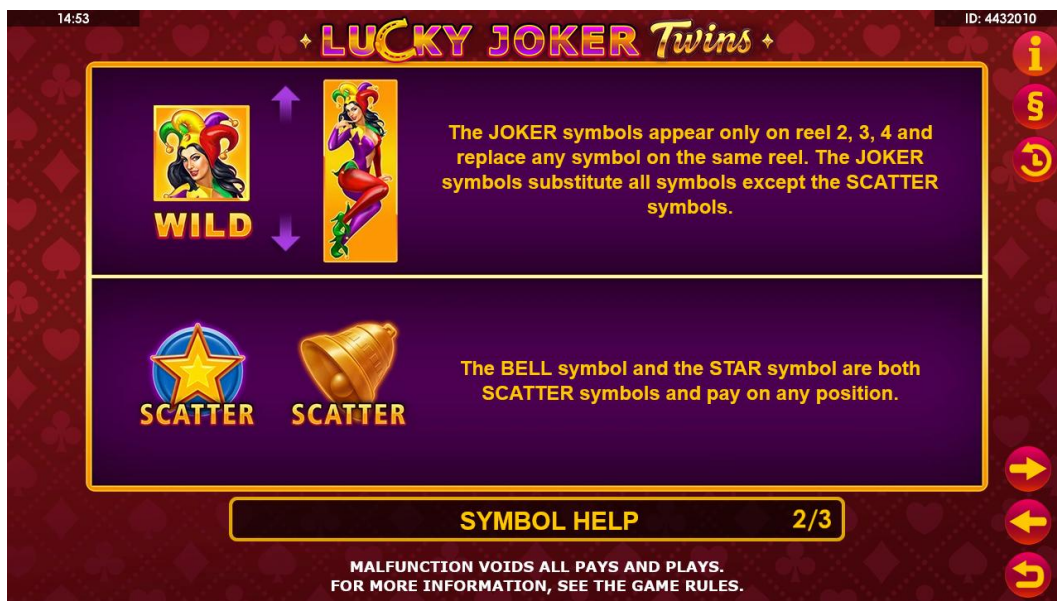 14:53
ID: 4432010
LUCKY JOKER Twins
i
§
The JOKER symbols appear only on reel 2, 3, 4 and
replace any symbol on the same reel. The JOKER
symbols substitute all symbols except the SCATTER
symbols.
WILD
The BELL symbol and the STAR symbol are both
SCATTER symbols and pay on any position.
SCATTER SCATTER
SYMBOL HELP 2/3
MALFUNCTION VOIDS ALL PAYS AND PLAYS.
FOR MORE INFORMATION, SEE THE GAME RULES.